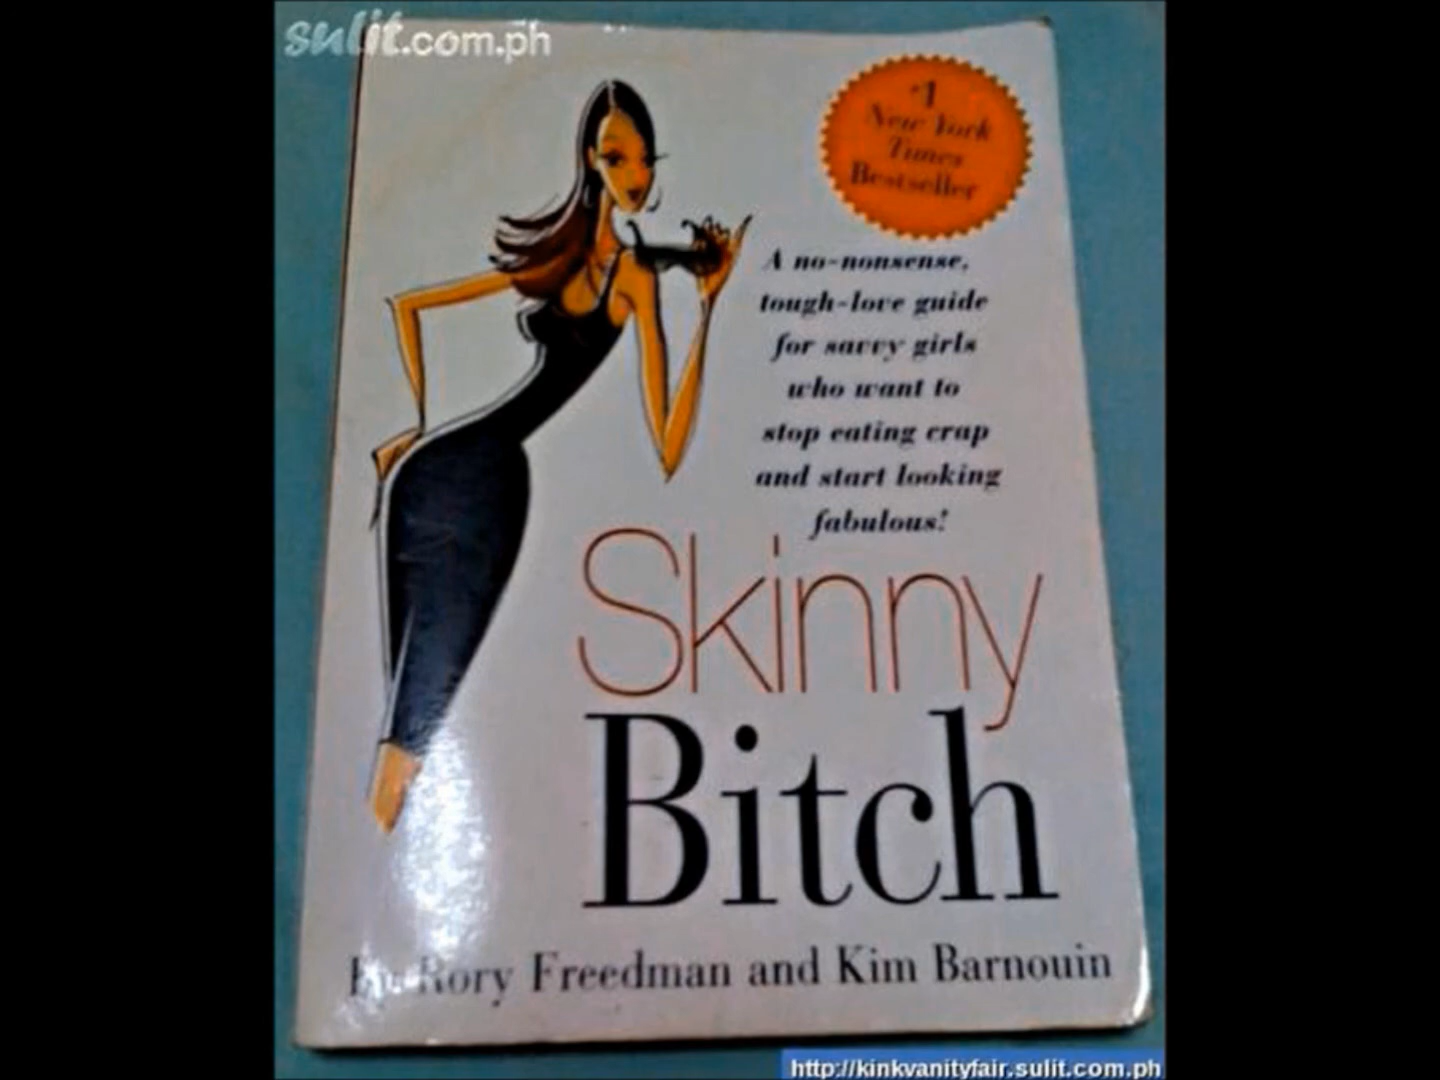 sulit.com.ph
#1
New York
Times
Bestseller
A no-nonsense,
tough-love guide
for savvy girls
who want to
stop eating crap
and start looking
fabulous!
Skinny
Bitch
by Rory Freedman and Kim Barnouin
http://kinkvanityfair.sulit.com.ph